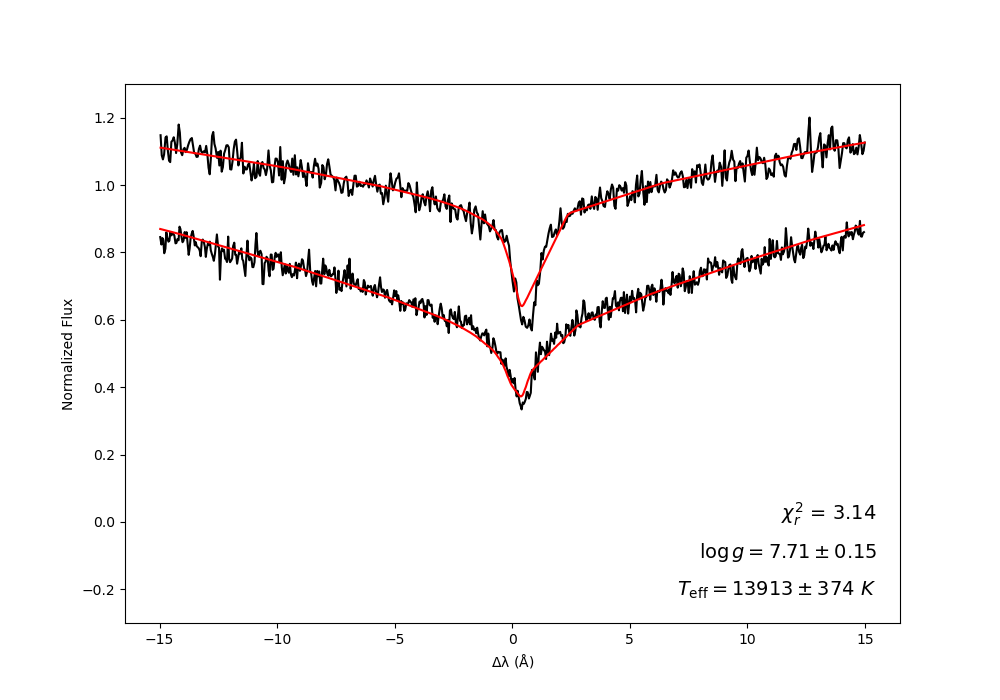 1.2
1.0
0.8
0.6
0.4
0.2
0.0
−0.2
Normalized Flux
χ²ᵣ = 3.14
log g = 7.71 ± 0.15
T_eff = 13913 ± 374 K
−15 −10 −5 0 5 10 15
Δλ (Å)